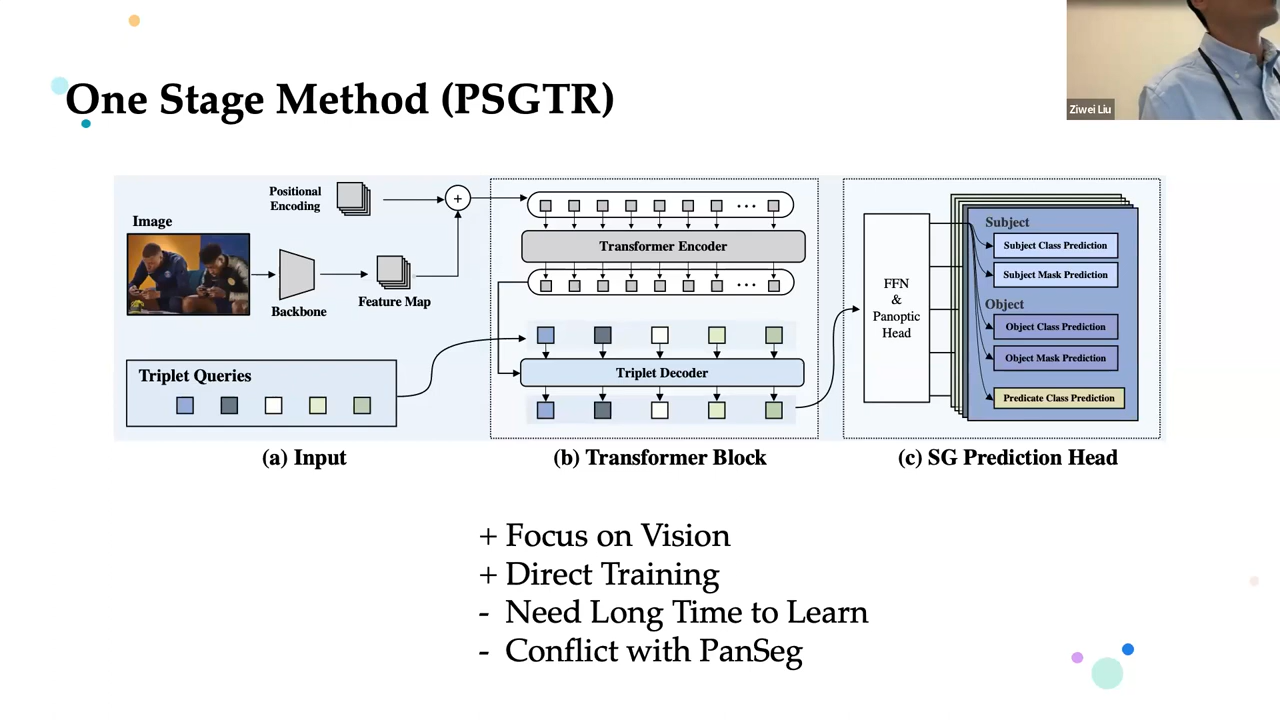 One Stage Method (PSGTR)
Ziwei Liu
Positional
Encoding
+
Image
Backbone
Feature Map
Triplet Queries
Transformer Encoder
Triplet Decoder
FFN
&
Panoptic
Head
Subject
Subject Class Prediction
Subject Mask Prediction
Object
Object Class Prediction
Object Mask Prediction
Predicate Class Prediction
(a) Input
(b) Transformer Block
(c) SG Prediction Head
+ Focus on Vision
+ Direct Training
- Need Long Time to Learn
- Conflict with PanSeg